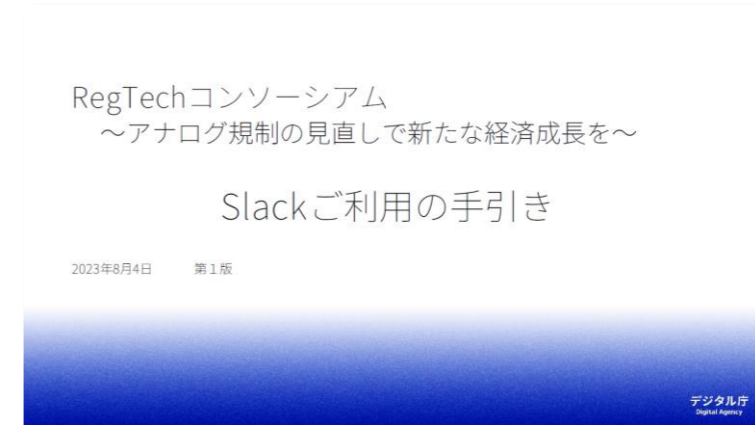 RegTechコンソーシアム
～アナログ規制の見直しで新たな経済成長を～
Slackご利用の手引き
2023年8月4日 第１版
デジタル庁
Digital Agency